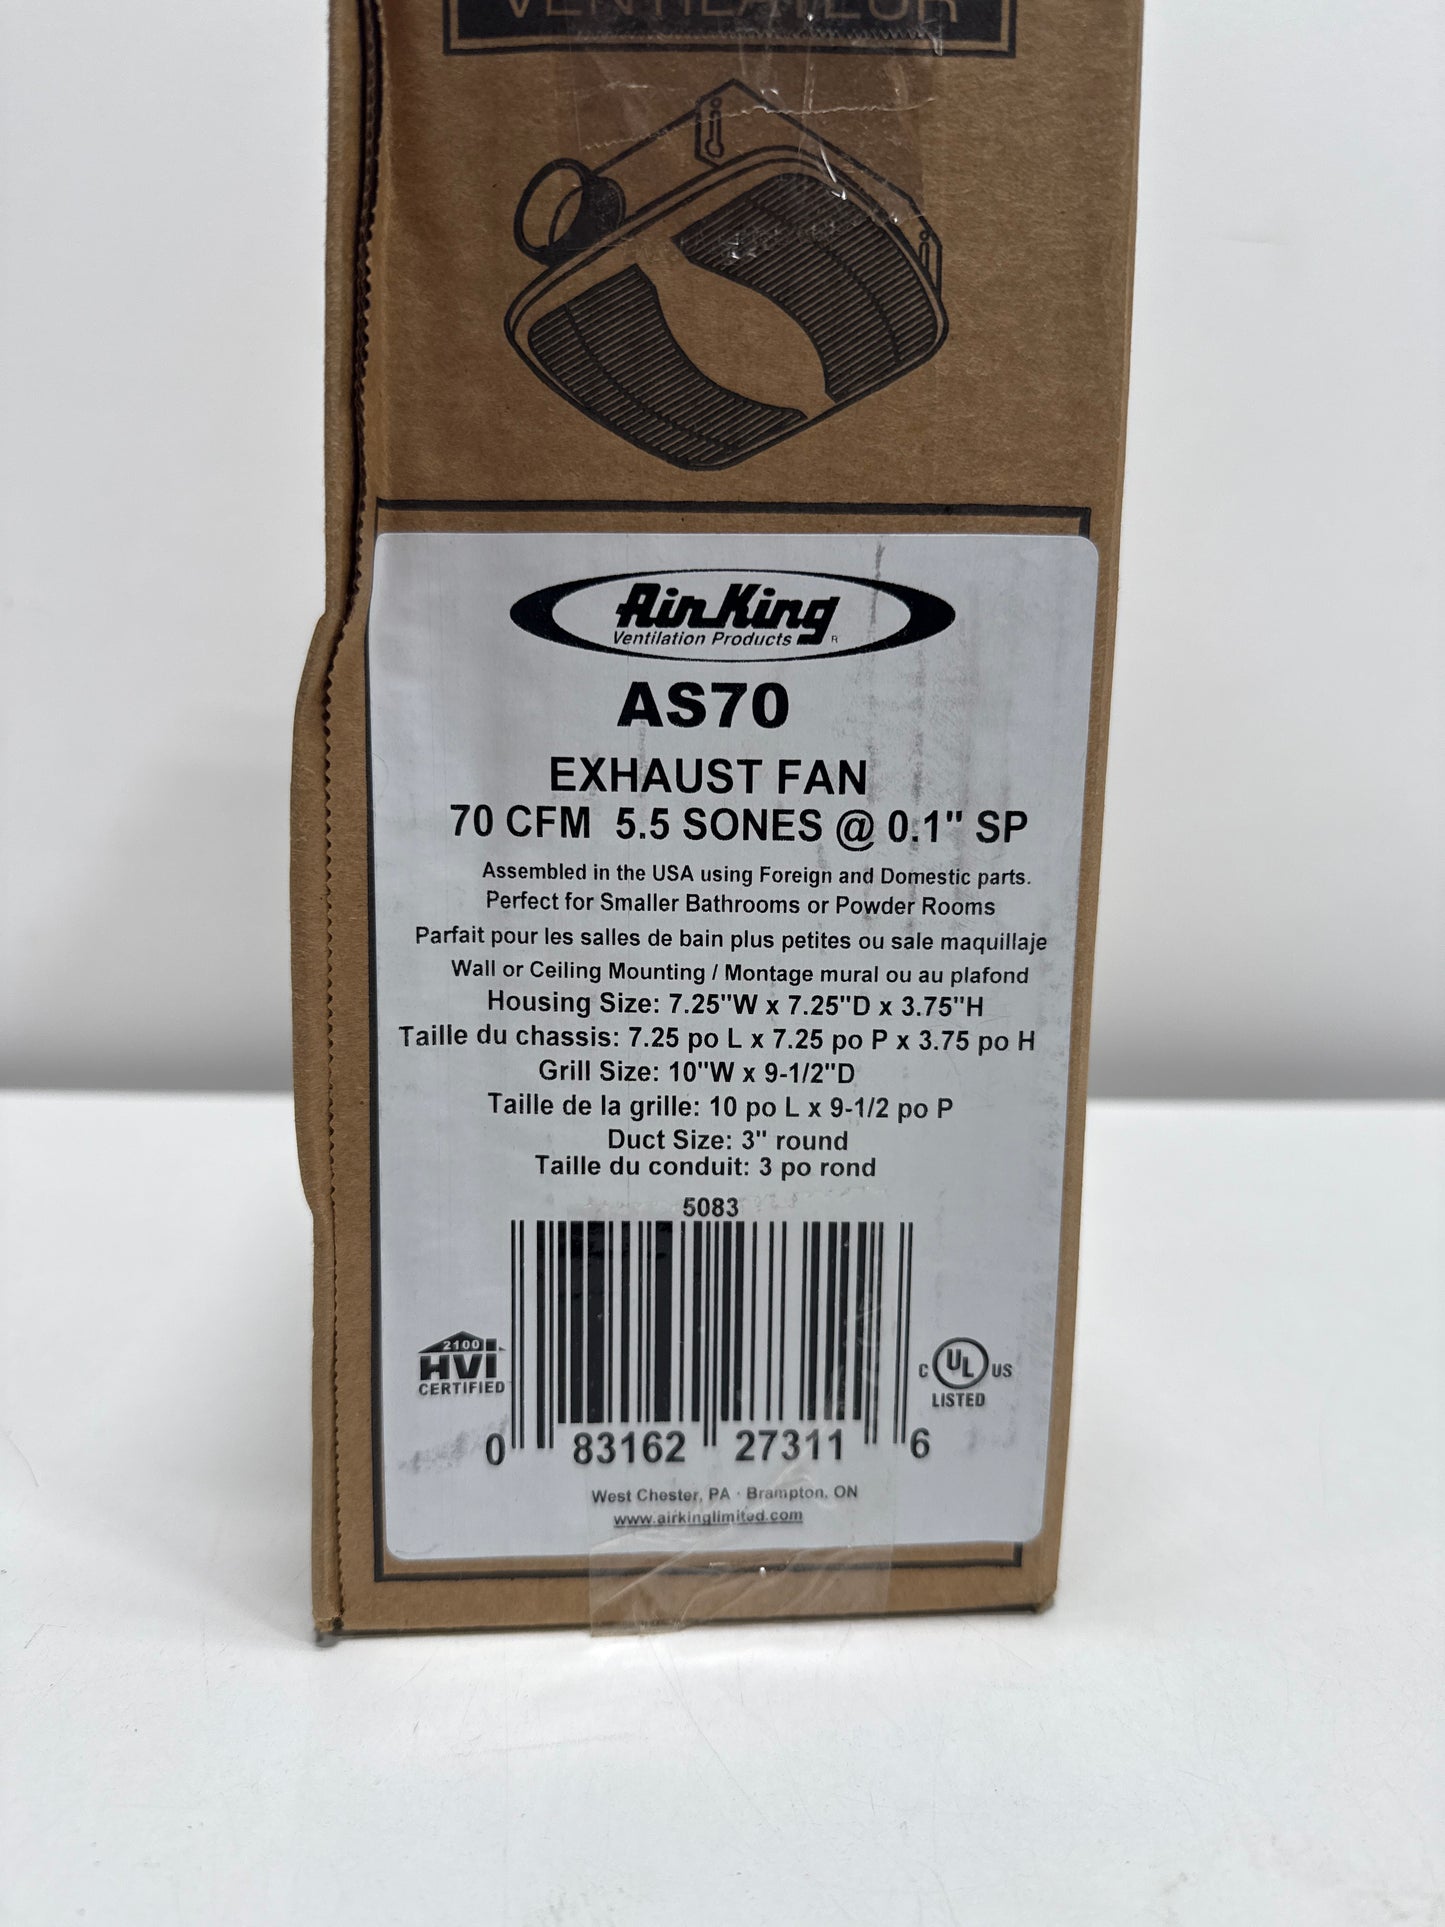 VENTILATEUR
Air King
Ventilation Products R
AS70
EXHAUST FAN
70 CFM 5.5 SONES @ 0.1" SP
Assembled in the USA using Foreign and Domestic parts.
Perfect for Smaller Bathrooms or Powder Rooms
Parfait pour les salles de bain plus petites ou sale maquillaje
Wall or Ceiling Mounting / Montage mural ou au plafond
Housing Size: 7.25"W x 7.25"D x 3.75"H
Taille du chassis: 7.25 po L x 7.25 po P x 3.75 po H
Grill Size: 10"W x 9-1/2"D
Taille de la grille: 10 po L x 9-1/2 po P
Duct Size: 3" round
Taille du conduit: 3 po rond
5083
2100
HVI
CERTIFIED
C UL US
LISTED
0 83162 27311 6
West Chester, PA · Brampton, ON
www.airkinglimited.com